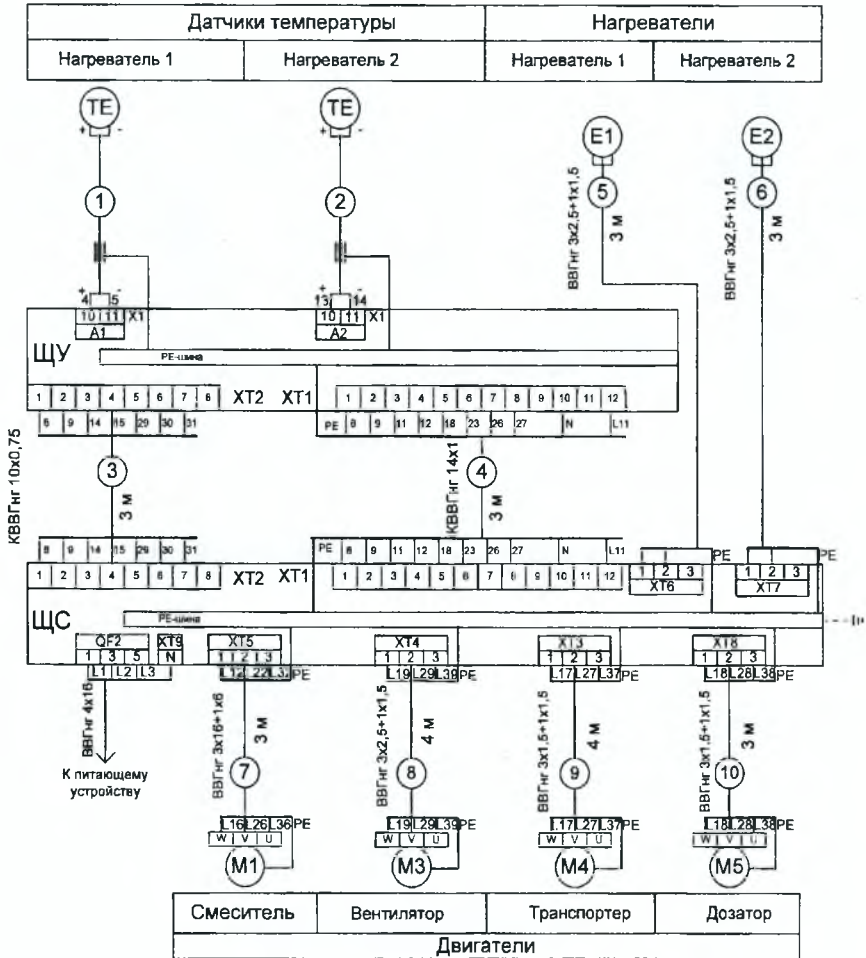 Датчики температуры Нагреватели
Нагреватель 1 Нагреватель 2 Нагреватель 1 Нагреватель 2
TE TE E1 E2
+ - + -
1 2 5 6
ВВГнг 3х2,5+1х1,5 3 м ВВГнг 3х2,5+1х1,5 3 м
+ - + -
4 5 13 14
10 11 X1 10 11 X1
A1 A2
ЩУ
PE-шина
1 2 3 4 5 6 7 8 XT2 XT1 1 2 3 4 5 6 7 8 9 10 11 12
8 9 14 15 29 30 31 PE 8 9 11 12 18 23 26 27 N L11
КВВГнг 10х0,75 3 3 м КВВГнг 14х1 4 3 м
8 9 14 15 29 30 31 PE 8 9 11 12 18 23 26 27 N L11 PE PE
1 2 3 4 5 6 7 8 XT2 XT1 1 2 3 4 5 6 7 8 9 10 11 12 1 2 3 1 2 3
XT6 XT7
ЩС
PE-шина
QF2 XT9 XT5 XT4 XT3 XT8
1 3 5 N 1 2 3 1 2 3 1 2 3 1 2 3
L1 L2 L3 L12 L22 L32 PE L19 L29 L39 PE L17 L27 L37 PE L18 L28 L38 PE
ВВГнг 4х16 ВВГнг 3х16+1х6 3 м ВВГнг 3х2,5+1х1,5 4 м ВВГнг 3х1,5+1х1,5 4 м ВВГнг 3х1,5+1х1,5 3 м
К питающему
устройству
7 8 9 10
L16 L26 L36 PE L19 L29 L39 PE L17 L27 L37 PE L18 L28 L38 PE
W V U W V U W V U W V U
M1 M3 M4 M5
Смеситель Вентилятор Транспортер Дозатор
Двигатели